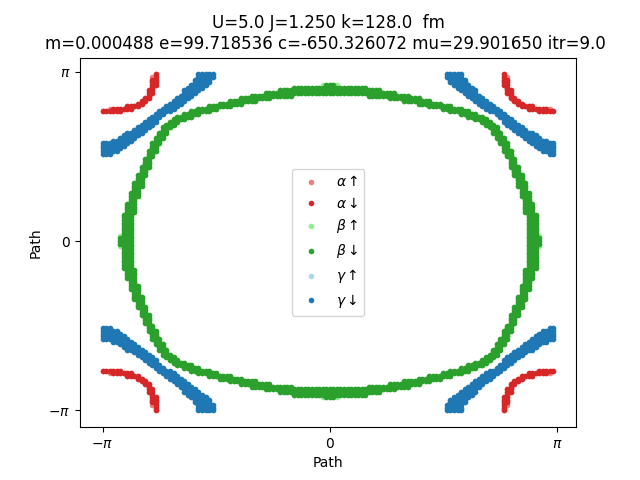 U=5.0 J=1.250 k=128.0 fm
m=0.000488 e=99.718536 c=-650.326072 mu=29.901650 itr=9.0
π
0
−π
Path
α↑
α↓
β↑
β↓
γ↑
γ↓
−π
0
π
Path